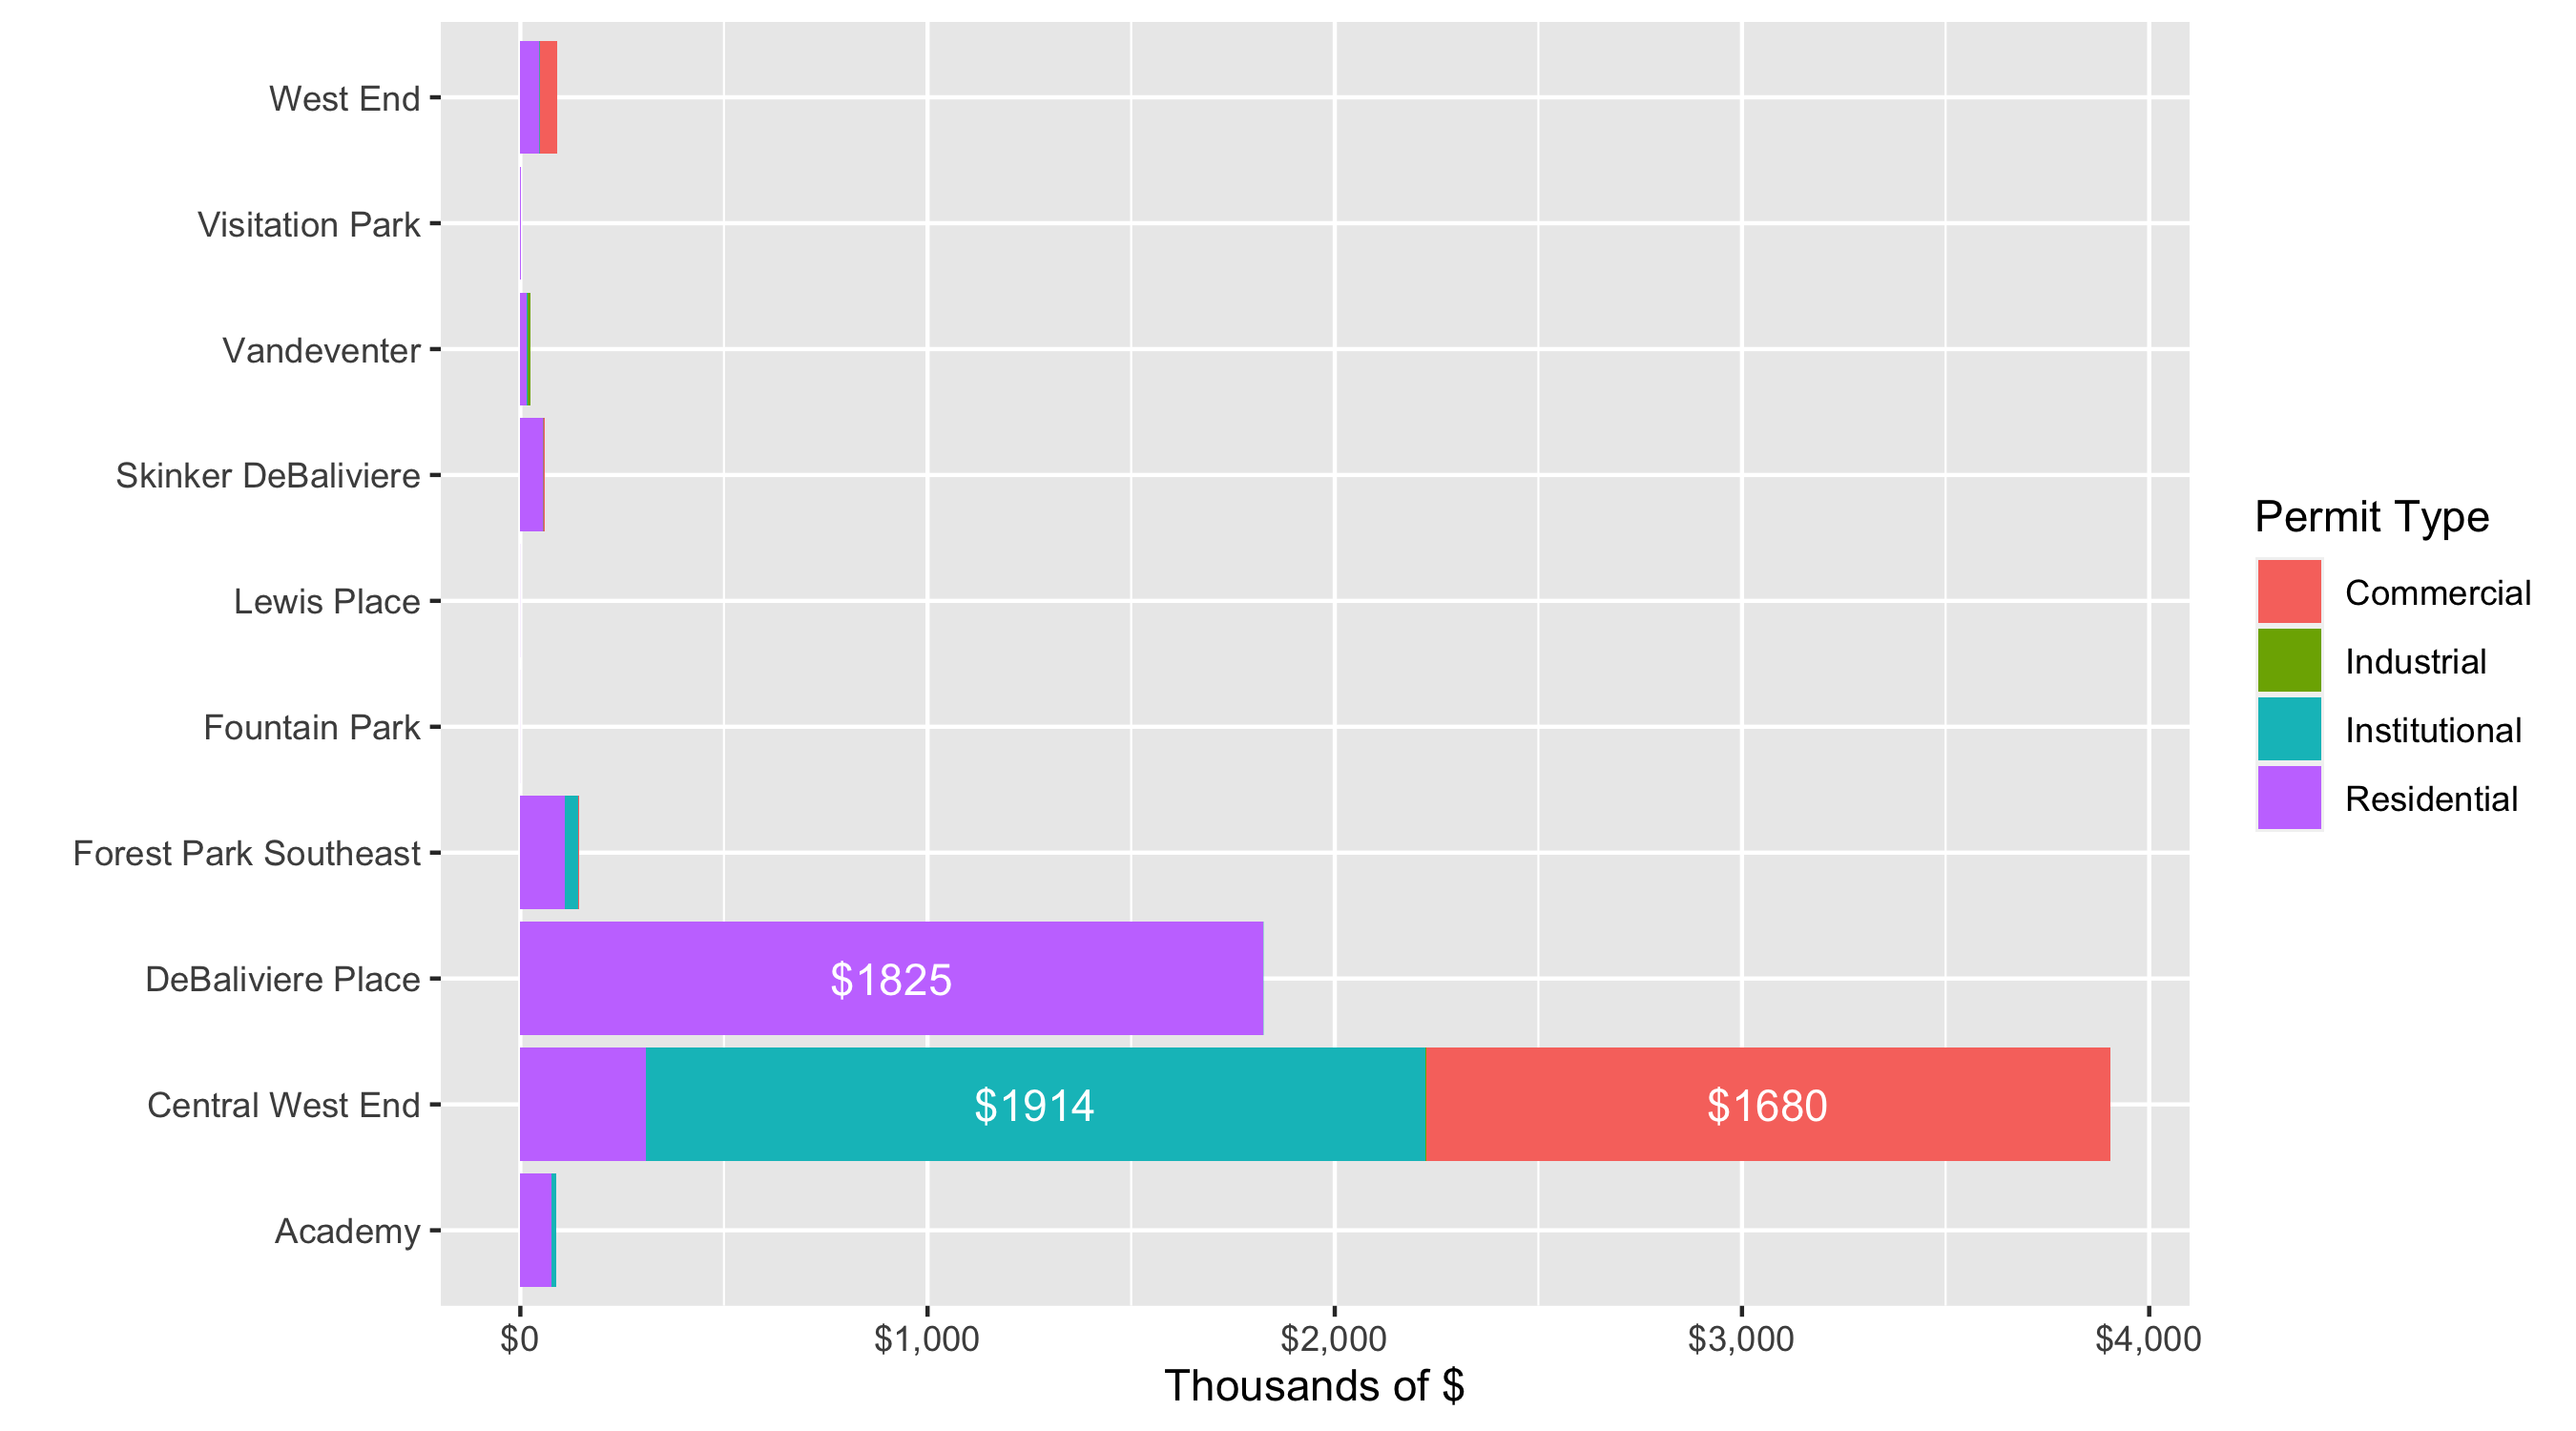 West End
Visitation Park
Vandeventer
Skinker DeBaliviere
Lewis Place
Fountain Park
Forest Park Southeast
DeBaliviere Place
$1825
Central West End
$1914
$1680
Academy
$0
$1,000
$2,000
$3,000
$4,000
Thousands of $
Permit Type
Commercial
Industrial
Institutional
Residential